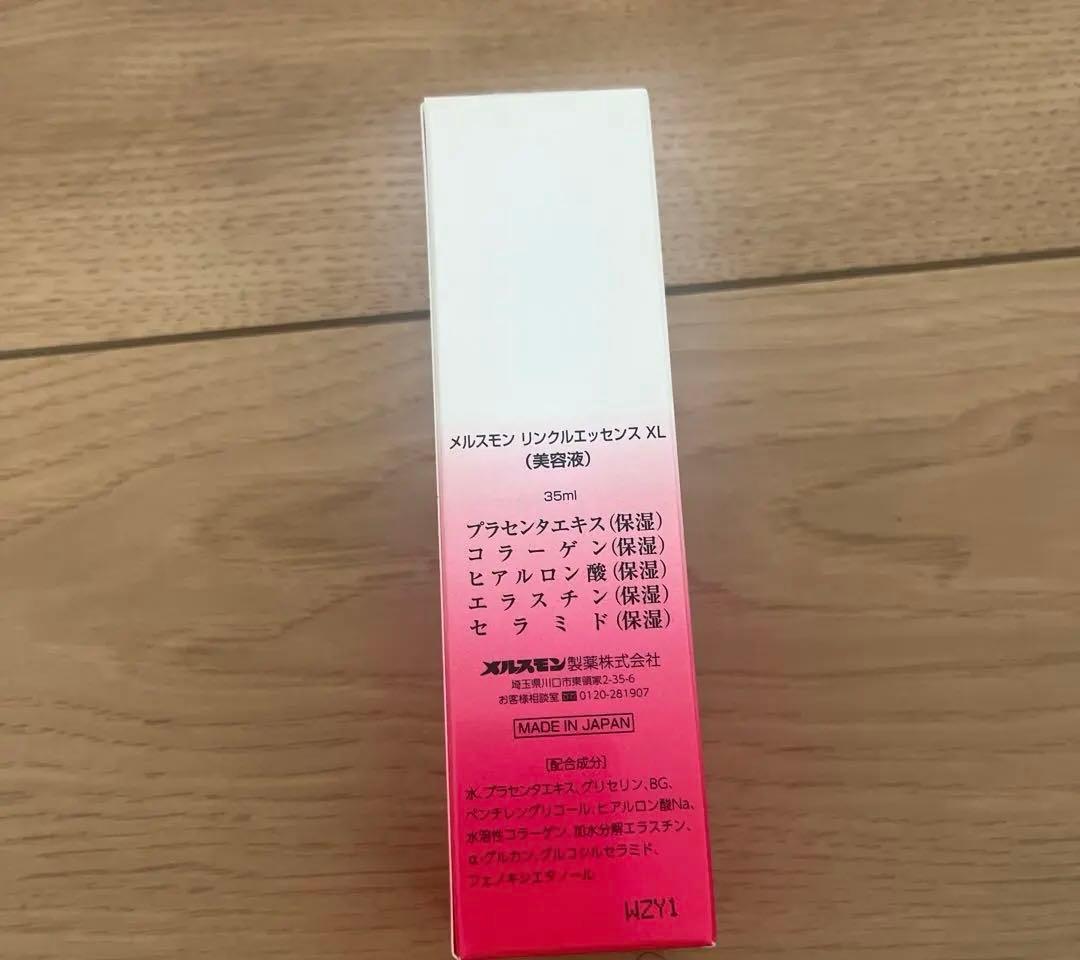 メルスモン リンクルエッセンス XL
(美容液)
35ml
プラセンタエキス(保湿)
コラーゲン(保湿)
ヒアルロン酸(保湿)
エラスチン(保湿)
セラミド(保湿)
メルスモン製薬株式会社
埼玉県川口市東領家2-35-6
お客様相談室 0120-281907
MADE IN JAPAN
[配合成分]
水、プラセンタエキス、グリセリン、BG、
ペンチレングリコール、ヒアルロン酸Na、
水溶性コラーゲン、加水分解エラスチン、
α-グルカン、グルコシルセラミド、
フェノキシエタノール
WZY1